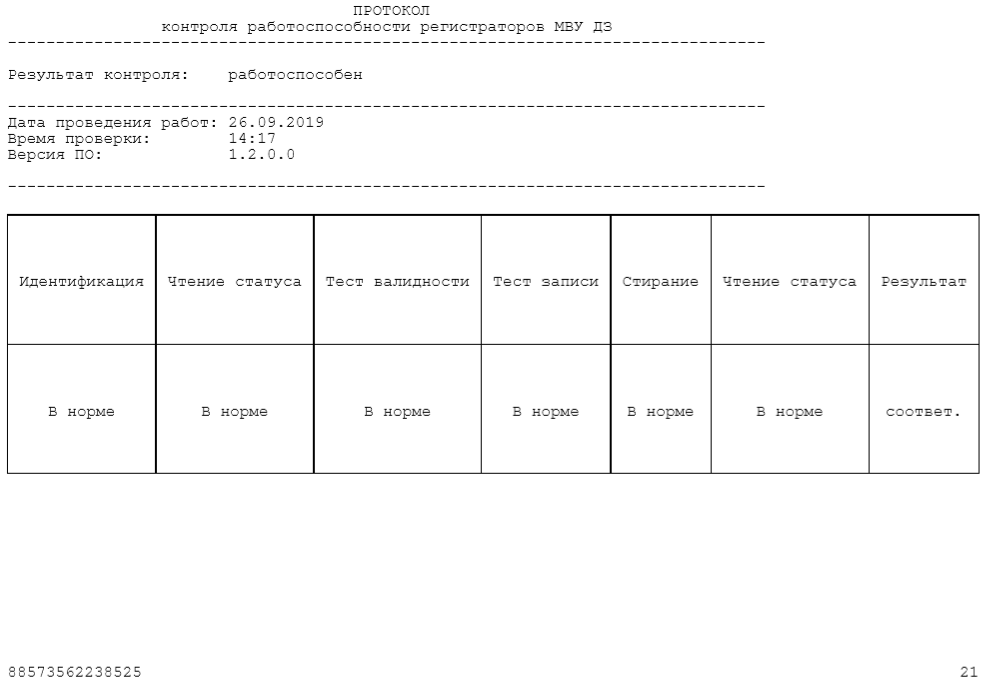 ПРОТОКОЛ
контроля работоспособности регистраторов МВУ ДЗ
-------------------------------------------------------------------------------
Результат контроля: работоспособен
-------------------------------------------------------------------------------
Дата проведения работ: 26.09.2019
Время проверки: 14:17
Версия ПО: 1.2.0.0
-------------------------------------------------------------------------------
Идентификация Чтение статуса Тест валидности Тест записи Стирание Чтение статуса Результат
В норме В норме В норме В норме В норме В норме соответ.
88573562238525 21